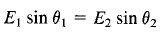 E₁ sin θ₁ = E₂ sin θ₂